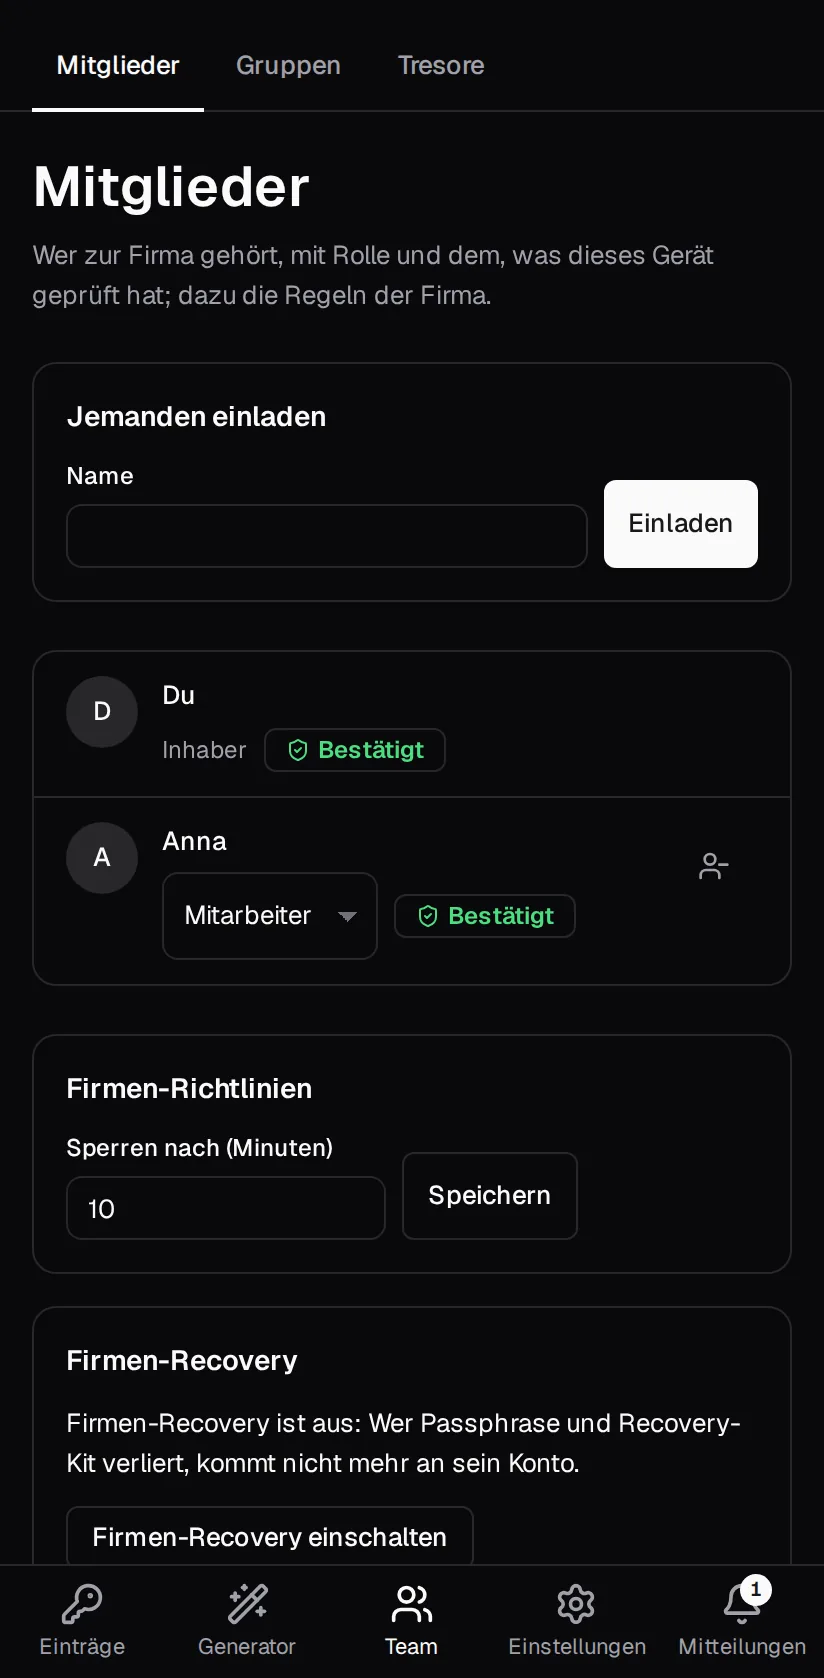 Mitglieder Gruppen Tresore
Mitglieder
Wer zur Firma gehört, mit Rolle und dem, was dieses Gerät
geprüft hat; dazu die Regeln der Firma.
Jemanden einladen
Name
Einladen
D
Du
Inhaber Bestätigt
A
Anna
Mitarbeiter Bestätigt
Firmen-Richtlinien
Sperren nach (Minuten)
10
Speichern
Firmen-Recovery
Firmen-Recovery ist aus: Wer Passphrase und Recovery-
Kit verliert, kommt nicht mehr an sein Konto.
Firmen-Recovery einschalten
1
Einträge Generator Team Einstellungen Mitteilungen